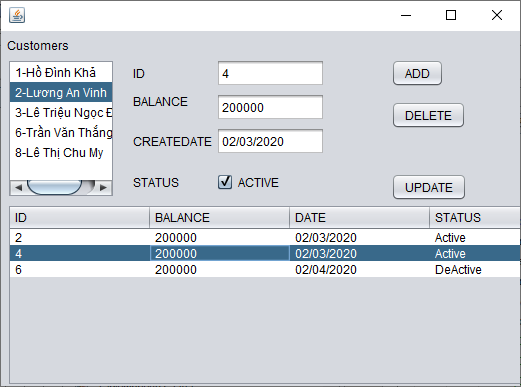 Customers
1-Hồ Đình Khả
2-Lương An Vinh
3-Lê Triệu Ngọc Đ
6-Trần Văn Thắng
8-Lê Thị Chu My
ID 4 ADD
BALANCE 200000 DELETE
CREATEDATE 02/03/2020
STATUS ACTIVE UPDATE
ID BALANCE DATE STATUS
2 200000 02/03/2020 Active
4 200000 02/03/2020 Active
6 200000 02/04/2020 DeActive